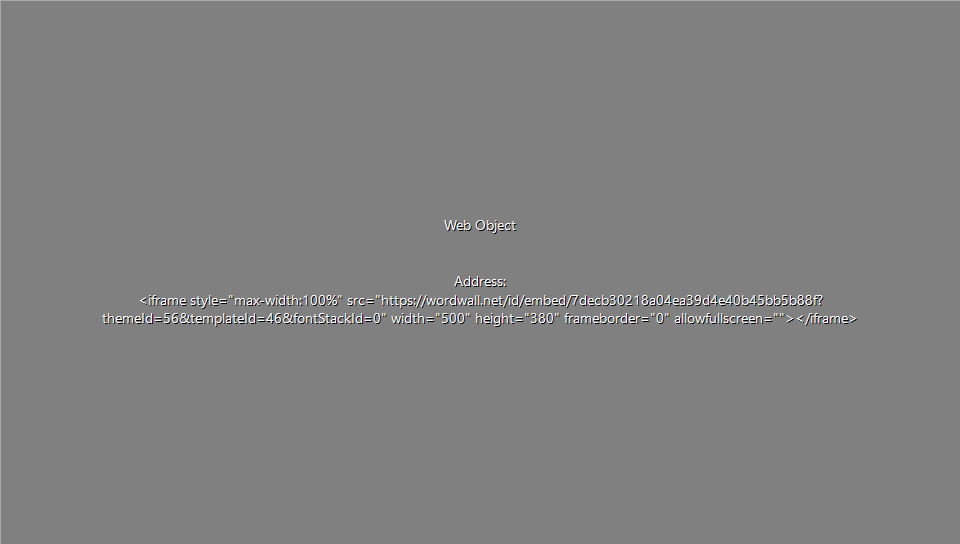 Web Object
Address:
<iframe style="max-width:100%" src="https://wordwall.net/id/embed/7decb30218a04ea39d4e40b45bb5b88f?
themeId=56&templateId=46&fontStackId=0" width="500" height="380" frameborder="0" allowfullscreen=""></iframe>